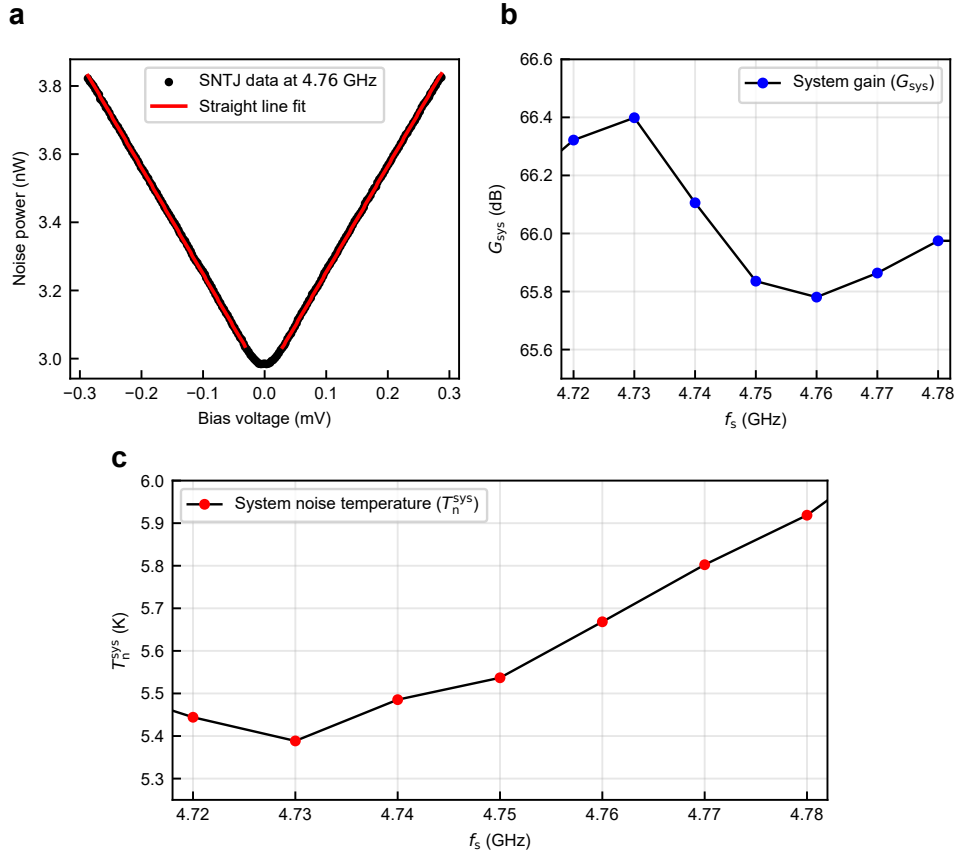 a
SNTJ data at 4.76 GHz
Straight line fit
Noise power (nW)
3.8
3.6
3.4
3.2
3.0
−0.3 −0.2 −0.1 0.0 0.1 0.2 0.3
Bias voltage (mV)
b
System gain (Gsys)
Gsys (dB)
66.6
66.4
66.2
66.0
65.8
65.6
4.72 4.73 4.74 4.75 4.76 4.77 4.78
fs (GHz)
c
System noise temperature (Tnsys)
Tnsys (K)
6.0
5.9
5.8
5.7
5.6
5.5
5.4
5.3
4.72 4.73 4.74 4.75 4.76 4.77 4.78
fs (GHz)